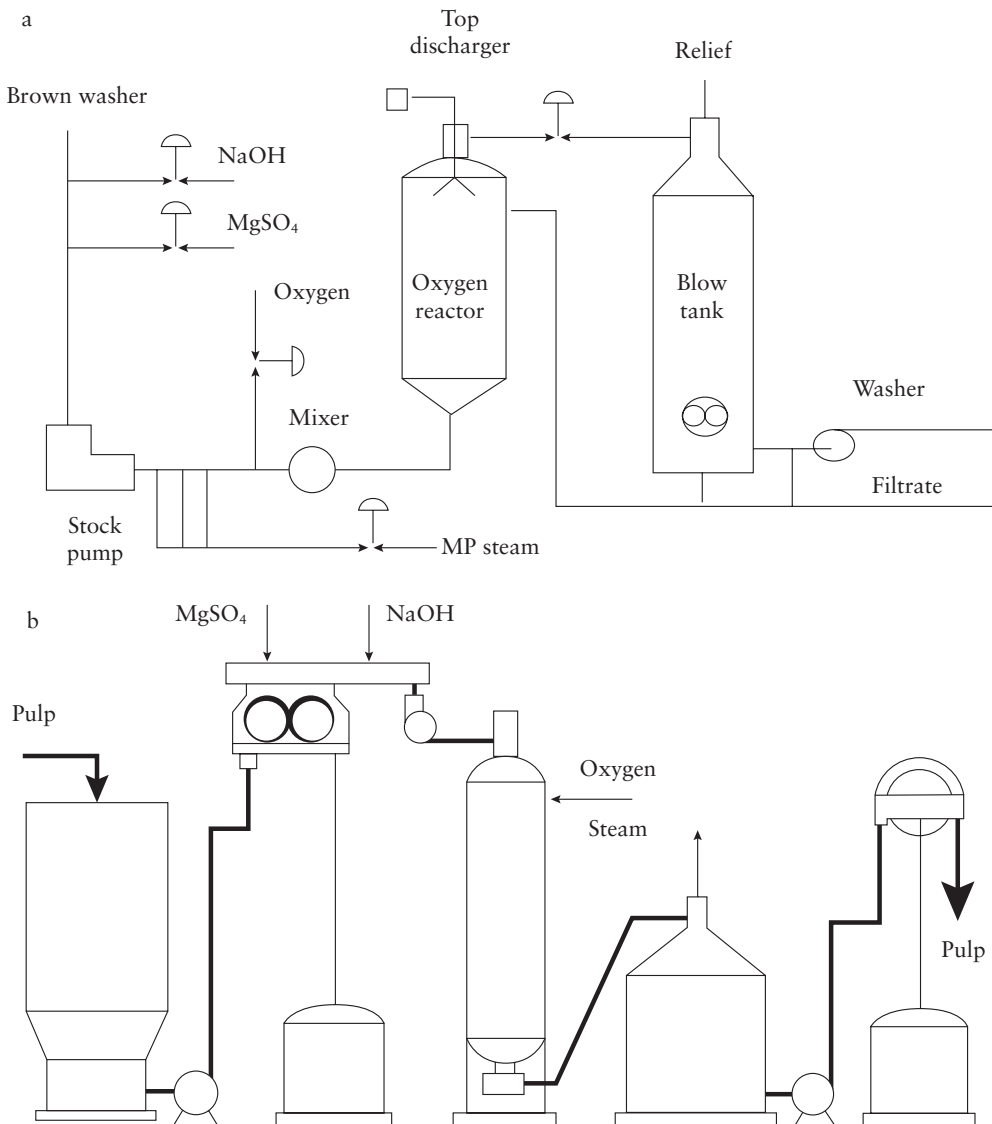 a
Top
discharger
Relief
Brown washer
NaOH
MgSO₄
Oxygen
Oxygen
reactor
Blow
tank
Mixer
Washer
Filtrate
Stock
pump
MP steam
b
MgSO₄
NaOH
Pulp
Oxygen
Steam
Pulp